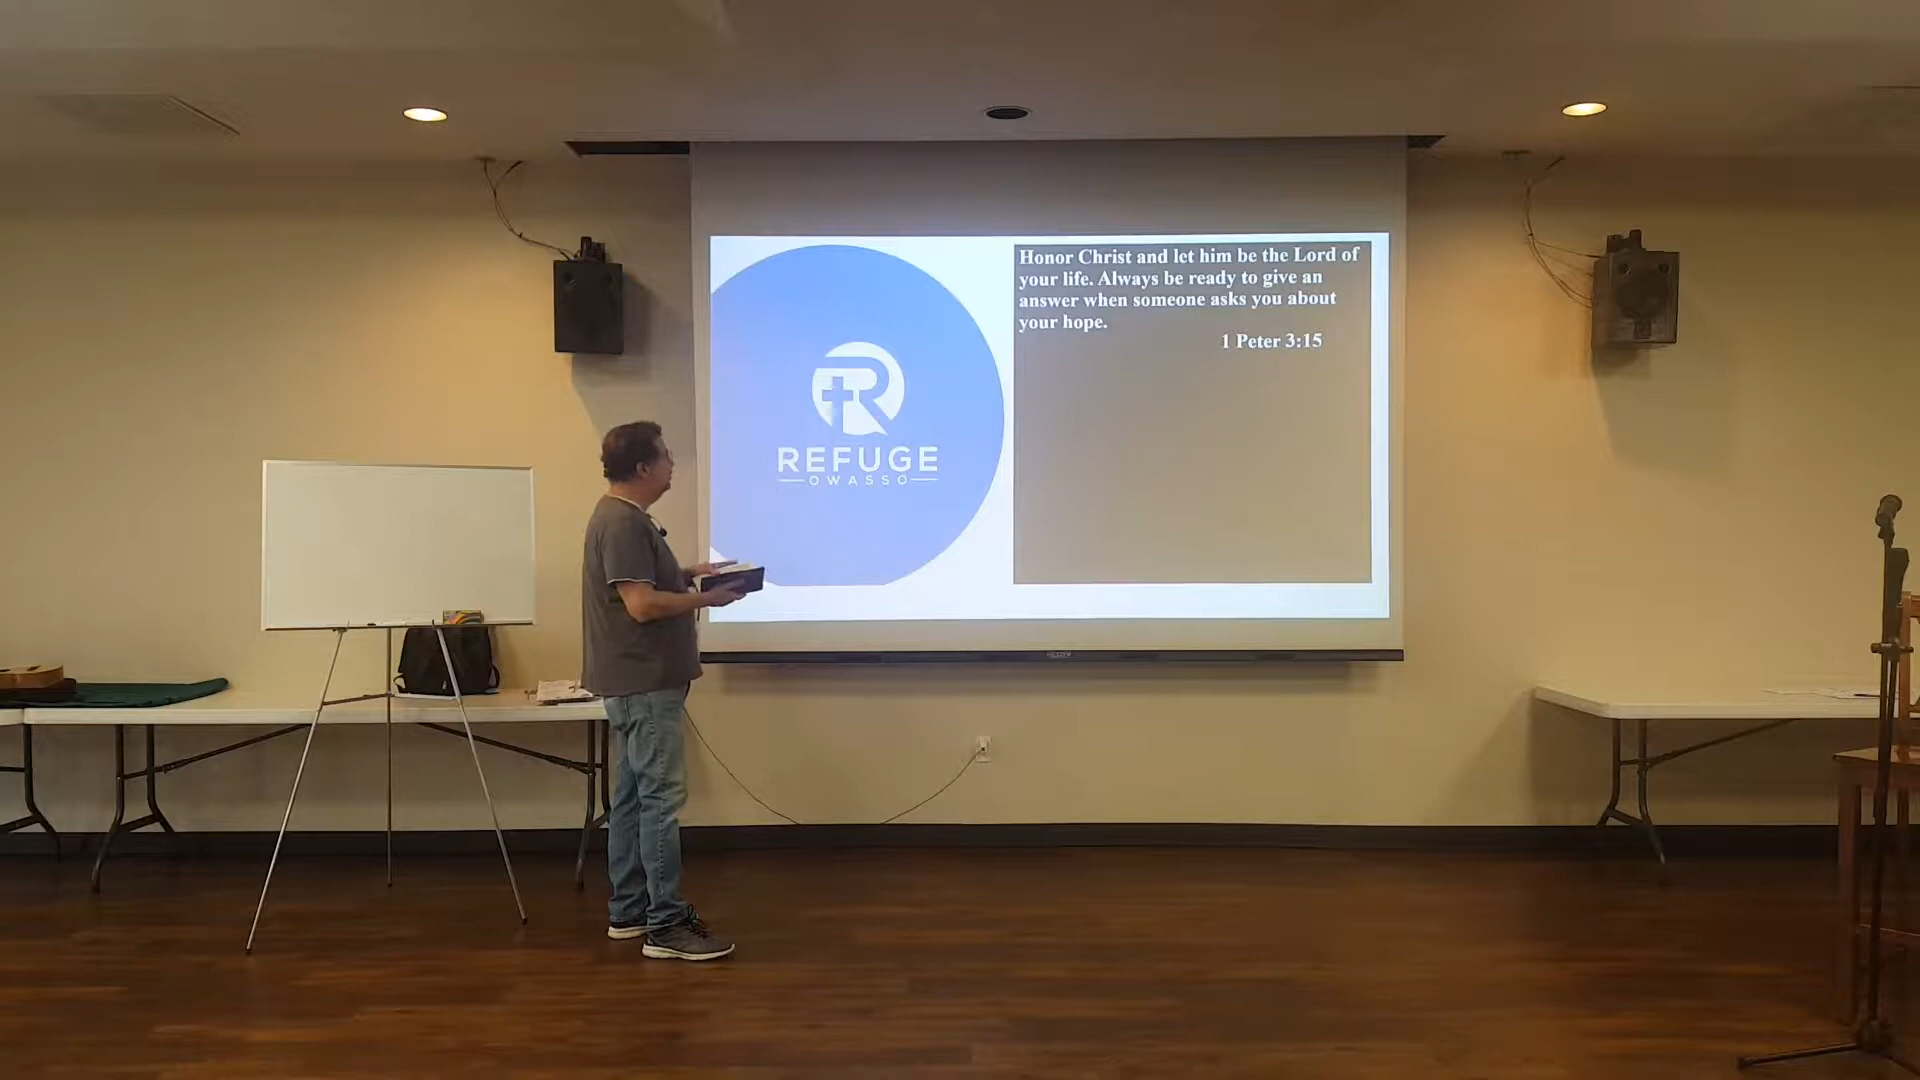 REFUGE
OWASSO
Honor Christ and let him be the Lord of
your life. Always be ready to give an
answer when someone asks you about
your hope.
1 Peter 3:15